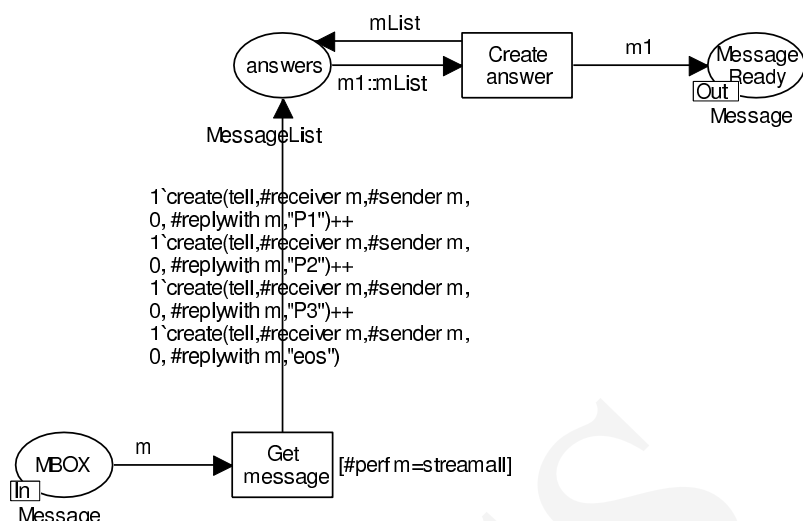 mList
answers
Create
answer
m1
Message
Ready
Out
Message
m1::mList
MessageList
1`create(tell,#receiver m,#sender m,
0, #replywith m,"P1")++
1`create(tell,#receiver m,#sender m,
0, #replywith m,"P2")++
1`create(tell,#receiver m,#sender m,
0, #replywith m,"P3")++
1`create(tell,#receiver m,#sender m,
0, #replywith m,"eos")
MBOX
In
Message
m
Get
message
[#perf m=streamall]
S